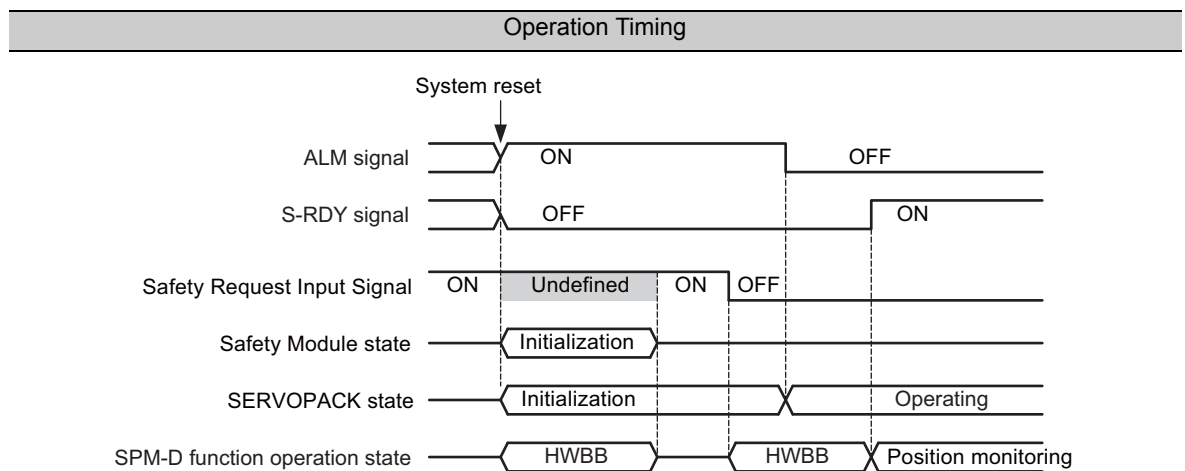 Operation Timing
System reset
ALM signal ON OFF
S-RDY signal OFF ON
Safety Request Input Signal ON Undefined ON OFF
Safety Module state Initialization
SERVOPACK state Initialization Operating
SPM-D function operation state HWBB HWBB Position monitoring